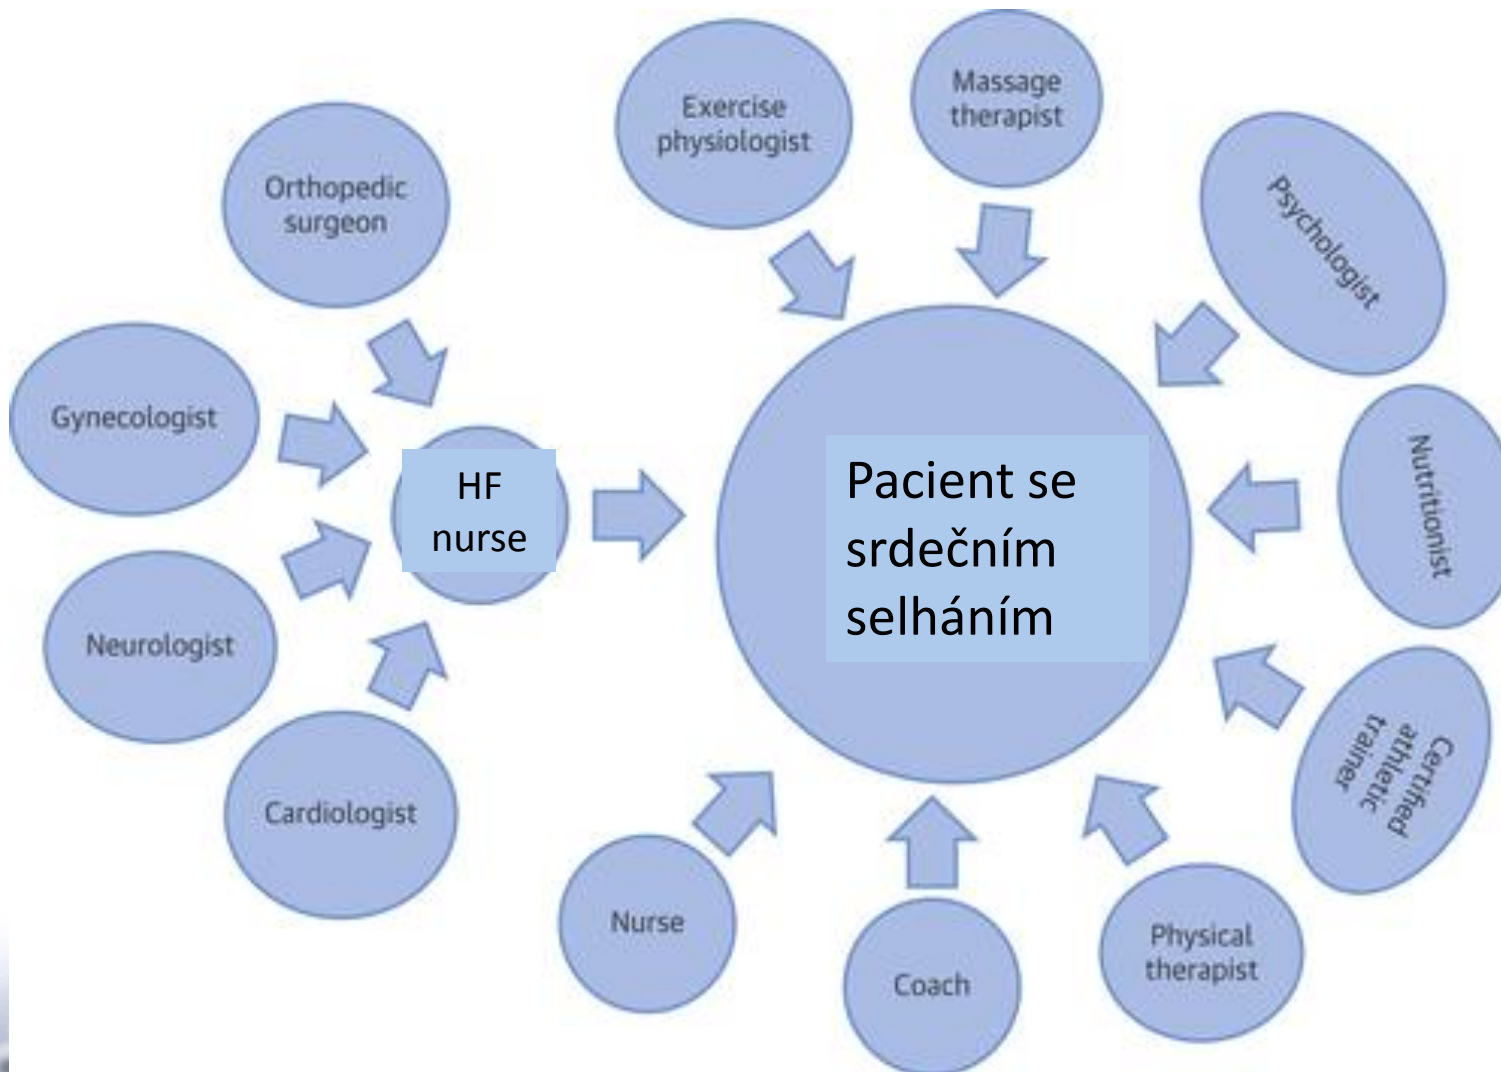 Exercise
physiologist
Massage
therapist
Psychologist
Orthopedic
surgeon
Gynecologist
HF
nurse
Pacient se
srdečním
selháním
Nutritionist
Neurologist
Cardiologist
Certified
athletic
trainer
Nurse
Coach
Physical
therapist